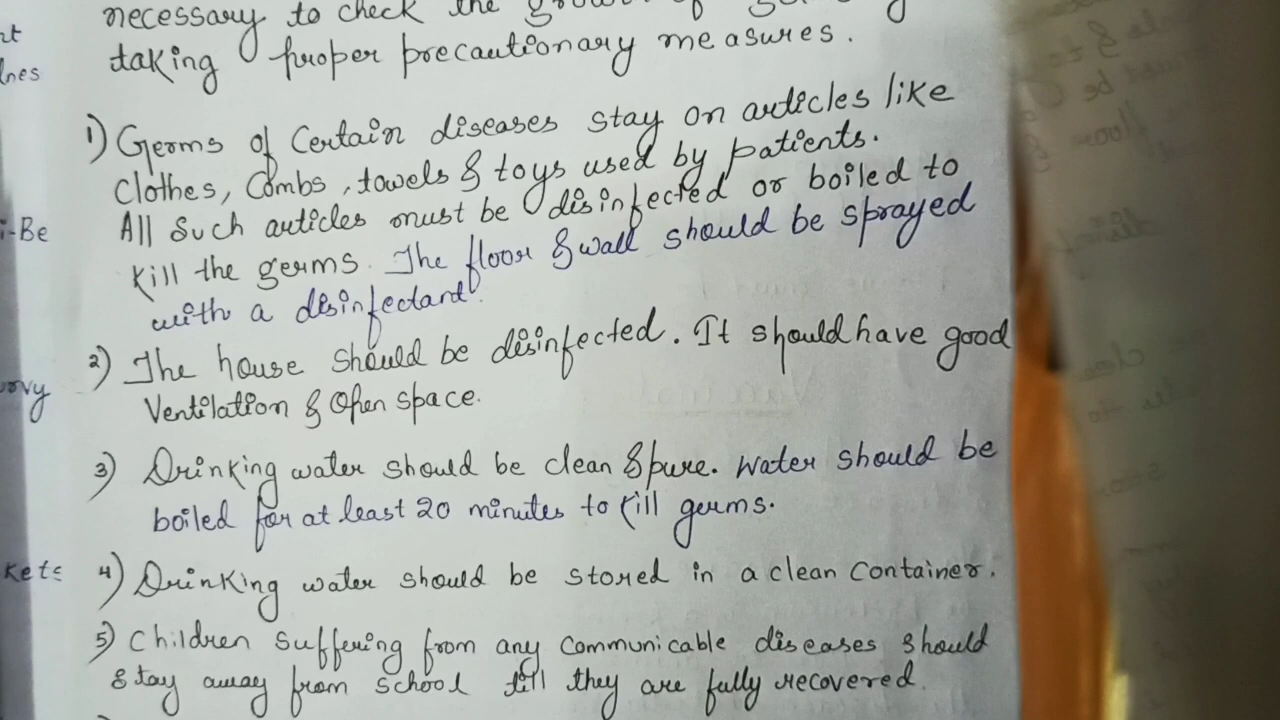 necessary to check the
taking proper precautionary measures.
1) Germs of Certain diseases stay on articles like
Clothes, Combs, towels & toys used by patients.
All Such articles must be disinfected or boiled to
Kill the germs. The floor & wall should be sprayed
with a disinfectant.
2) The house should be disinfected. It should have good
Ventilation & Open space.
3) Drinking water should be clean & pure. Water should be
boiled for at least 20 minutes to kill germs.
4) Drinking water should be stored in a clean Container.
5) Children suffering from any communicable diseases should
stay away from school till they are fully recovered.